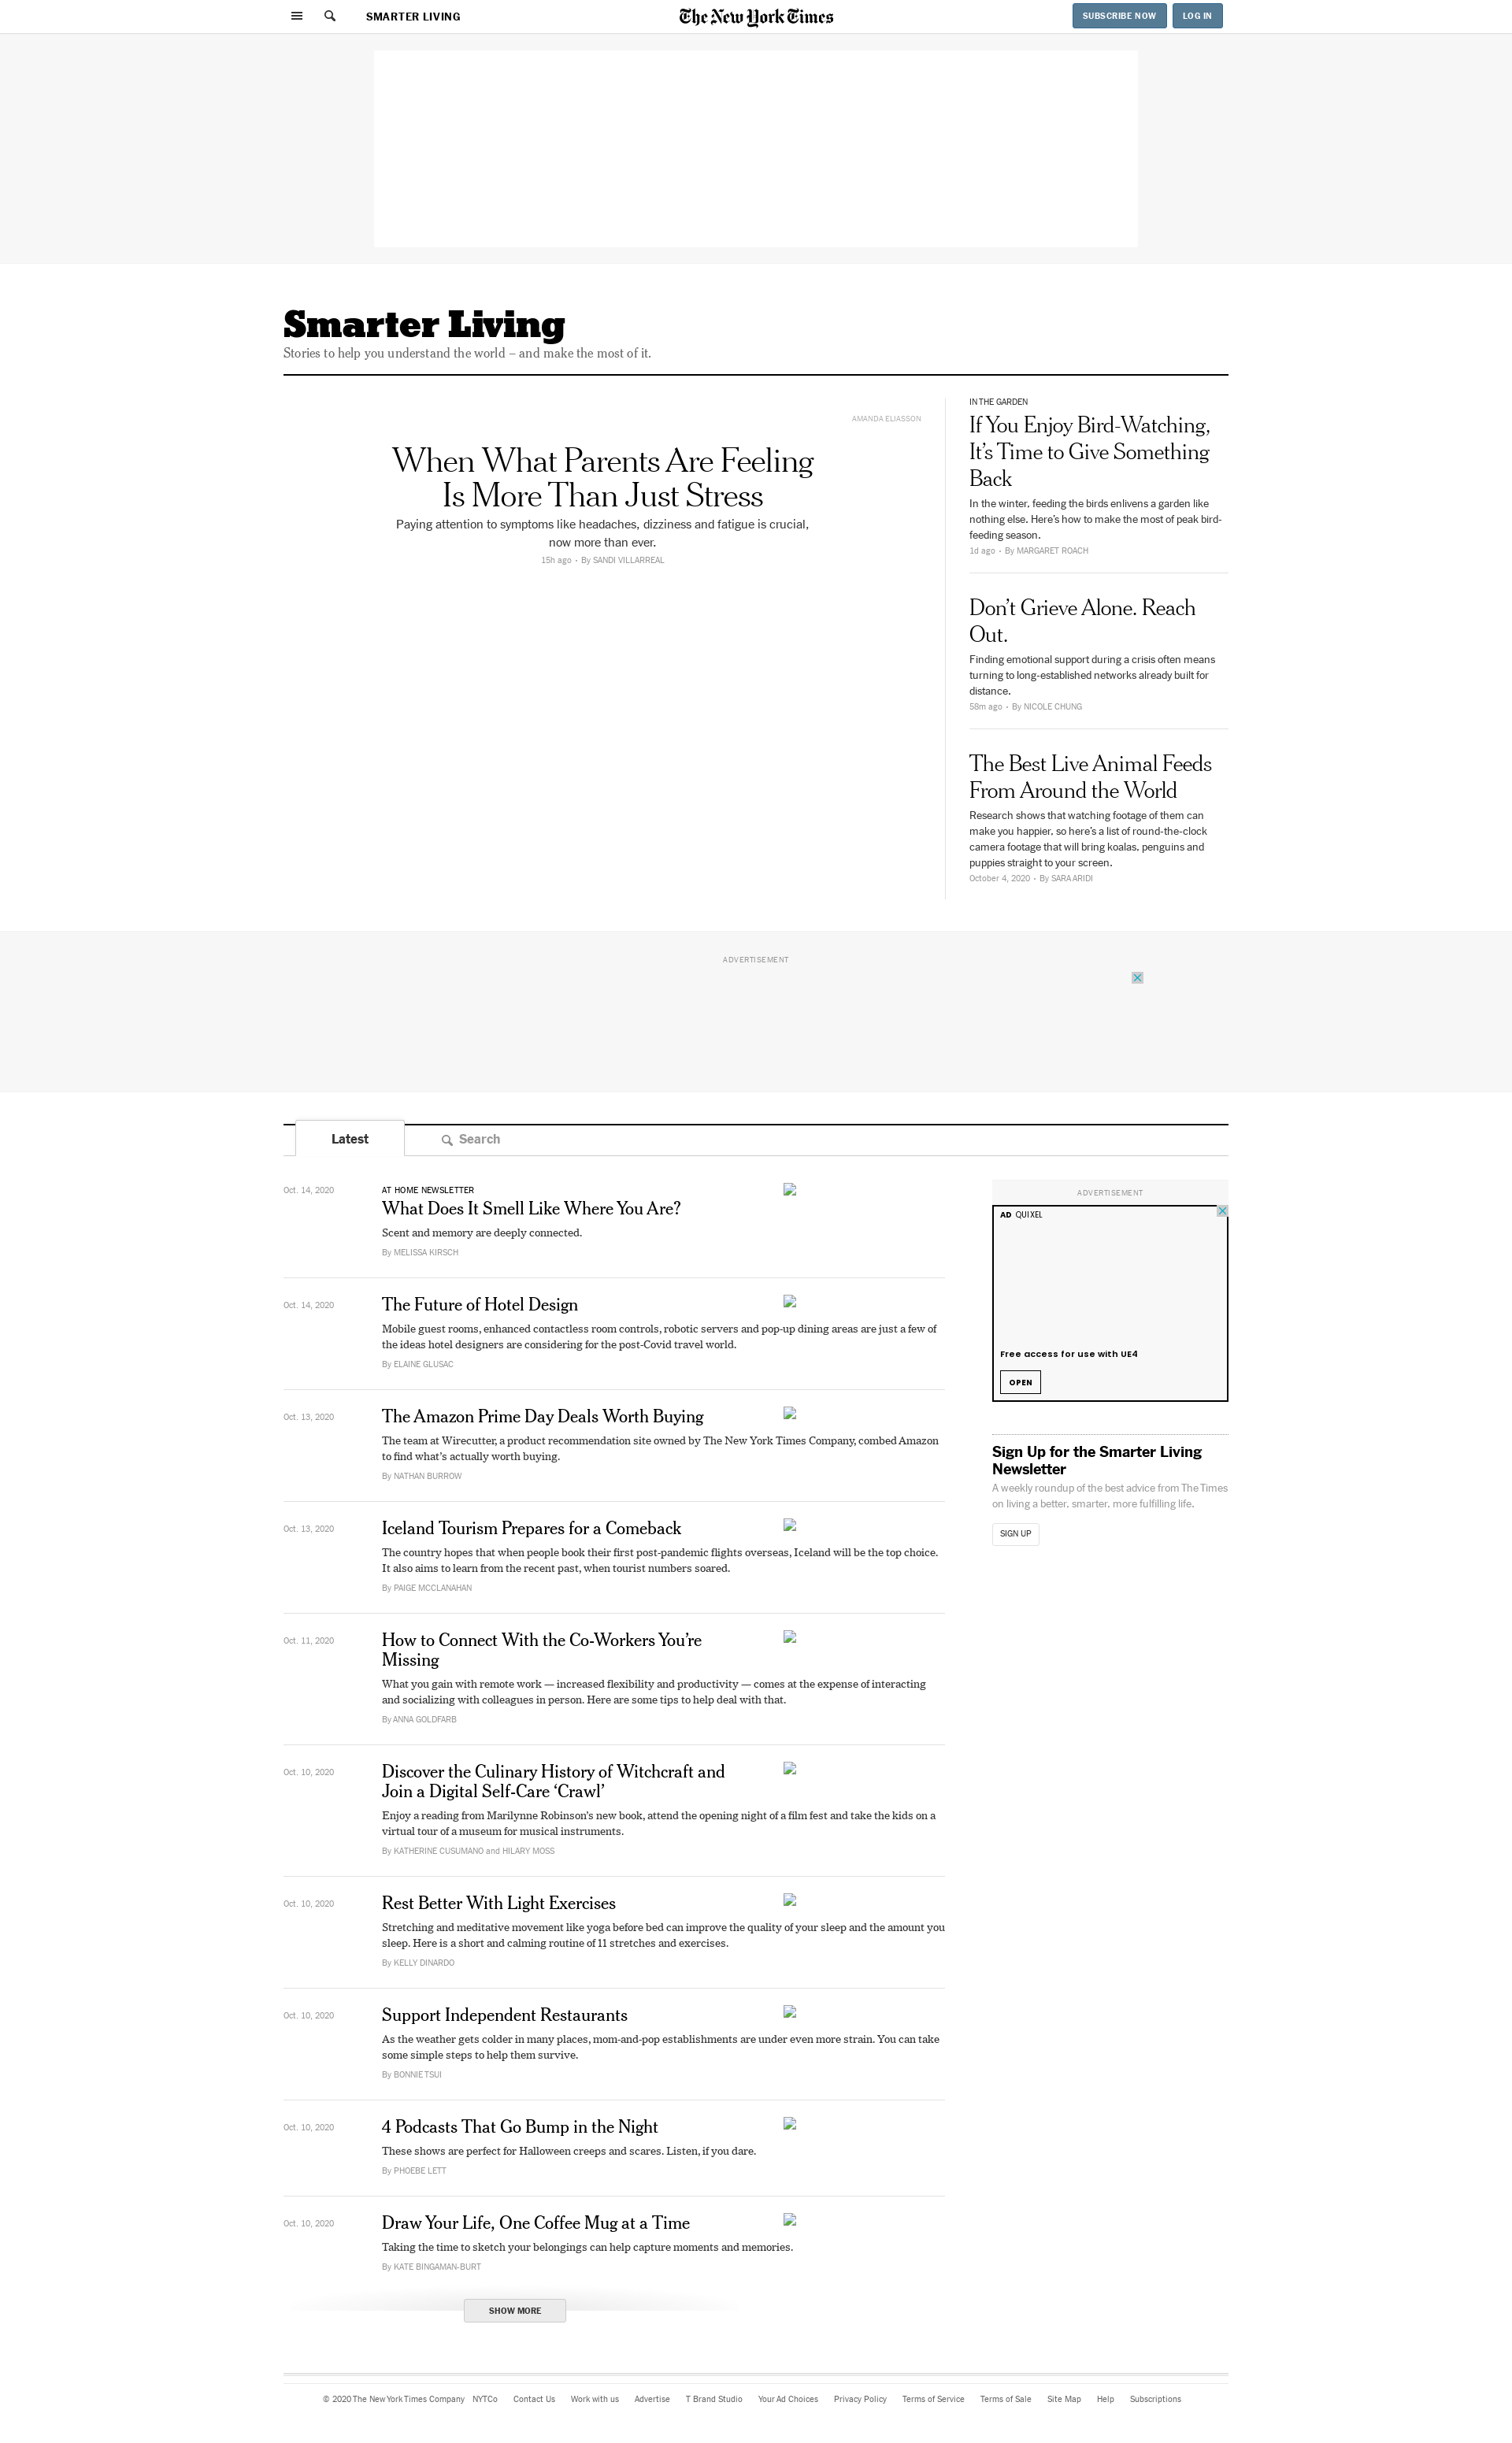 SMARTER LIVING
The New York Times
SUBSCRIBE NOW
LOG IN
Smarter Living
Stories to help you understand the world – and make the most of it.
AMANDA ELIASSON
When What Parents Are Feeling
Is More Than Just Stress
Paying attention to symptoms like headaches, dizziness and fatigue is crucial,
now more than ever.
15h ago • By SANDI VILLARREAL
IN THE GARDEN
If You Enjoy Bird-Watching,
It’s Time to Give Something
Back
In the winter, feeding the birds enlivens a garden like
nothing else. Here’s how to make the most of peak bird-
feeding season.
1d ago • By MARGARET ROACH
Don’t Grieve Alone. Reach
Out.
Finding emotional support during a crisis often means
turning to long-established networks already built for
distance.
58m ago • By NICOLE CHUNG
The Best Live Animal Feeds
From Around the World
Research shows that watching footage of them can
make you happier, so here’s a list of round-the-clock
camera footage that will bring koalas, penguins and
puppies straight to your screen.
October 4, 2020 • By SARA ARIDI
ADVERTISEMENT
Latest
Search
Oct. 14, 2020
AT HOME NEWSLETTER
What Does It Smell Like Where You Are?
Scent and memory are deeply connected.
By MELISSA KIRSCH
Oct. 14, 2020
The Future of Hotel Design
Mobile guest rooms, enhanced contactless room controls, robotic servers and pop-up dining areas are just a few of
the ideas hotel designers are considering for the post-Covid travel world.
By ELAINE GLUSAC
Oct. 13, 2020
The Amazon Prime Day Deals Worth Buying
The team at Wirecutter, a product recommendation site owned by The New York Times Company, combed Amazon
to find what’s actually worth buying.
By NATHAN BURROW
Oct. 13, 2020
Iceland Tourism Prepares for a Comeback
The country hopes that when people book their first post-pandemic flights overseas, Iceland will be the top choice.
It also aims to learn from the recent past, when tourist numbers soared.
By PAIGE MCCLANAHAN
Oct. 11, 2020
How to Connect With the Co-Workers You’re
Missing
What you gain with remote work — increased flexibility and productivity — comes at the expense of interacting
and socializing with colleagues in person. Here are some tips to help deal with that.
By ANNA GOLDFARB
Oct. 10, 2020
Discover the Culinary History of Witchcraft and
Join a Digital Self-Care ‘Crawl’
Enjoy a reading from Marilynne Robinson’s new book, attend the opening night of a film fest and take the kids on a
virtual tour of a museum for musical instruments.
By KATHERINE CUSUMANO and HILARY MOSS
Oct. 10, 2020
Rest Better With Light Exercises
Stretching and meditative movement like yoga before bed can improve the quality of your sleep and the amount you
sleep. Here is a short and calming routine of 11 stretches and exercises.
By KELLY DINARDO
Oct. 10, 2020
Support Independent Restaurants
As the weather gets colder in many places, mom-and-pop establishments are under even more strain. You can take
some simple steps to help them survive.
By BONNIE TSUI
Oct. 10, 2020
4 Podcasts That Go Bump in the Night
These shows are perfect for Halloween creeps and scares. Listen, if you dare.
By PHOEBE LETT
Oct. 10, 2020
Draw Your Life, One Coffee Mug at a Time
Taking the time to sketch your belongings can help capture moments and memories.
By KATE BINGAMAN-BURT
SHOW MORE
ADVERTISEMENT
AD QUIXEL
Free access for use with UE4
OPEN
Sign Up for the Smarter Living
Newsletter
A weekly roundup of the best advice from The Times
on living a better, smarter, more fulfilling life.
SIGN UP
© 2020 The New York Times Company NYTCo Contact Us Work with us Advertise T Brand Studio Your Ad Choices Privacy Policy Terms of Service Terms of Sale Site Map Help Subscriptions